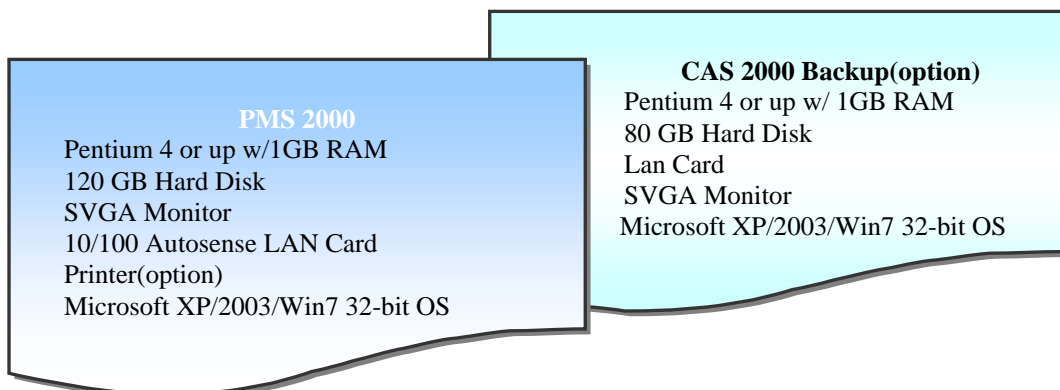 PMS 2000
Pentium 4 or up w/1GB RAM
120 GB Hard Disk
SVGA Monitor
10/100 Autosense LAN Card
Printer(option)
Microsoft XP/2003/Win7 32-bit OS
CAS 2000 Backup(option)
Pentium 4 or up w/ 1GB RAM
80 GB Hard Disk
Lan Card
SVGA Monitor
Microsoft XP/2003/Win7 32-bit OS